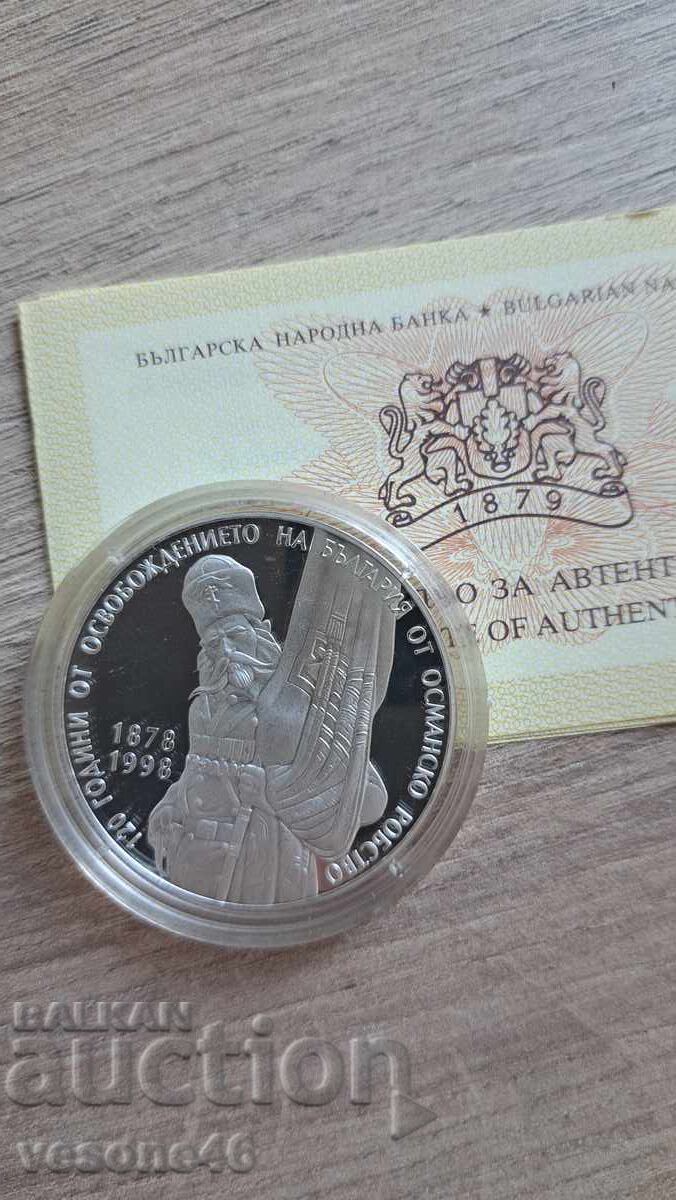 БЪЛГАРСКА НАРОДНА БАНКА ★ BULGARIAN NA
1879
О ЗА АВТЕНТ
OF AUTHENT
120 ГОДИНИ ОТ ОСВОБОЖДЕНИЕТО НА БЪЛГАРИЯ ОТ ОСМАНСКО РОБСТВО
1878
1998
BALKAN
auction
vesone46